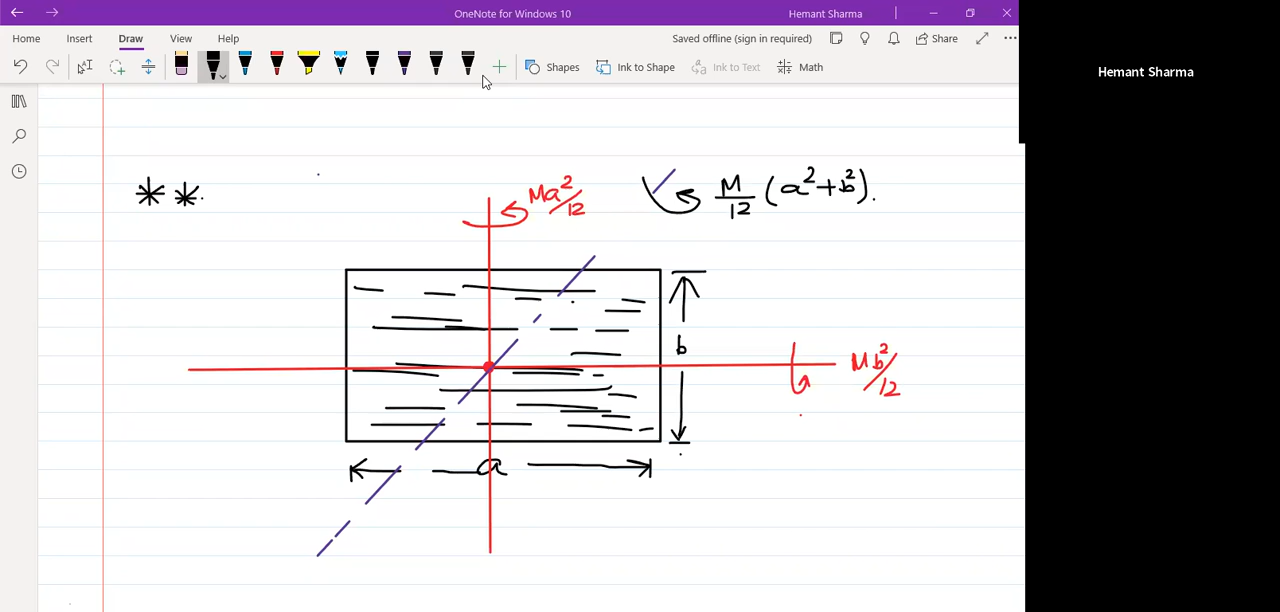 OneNote for Windows 10
Hemant Sharma
Home Insert Draw View Help
Saved offline (sign in required)
Share
Shapes
Ink to Shape
Ink to Text
Math
Hemant Sharma
**.
Ma²/12
M/12 (a²+b²).
b
Mb²/12
a